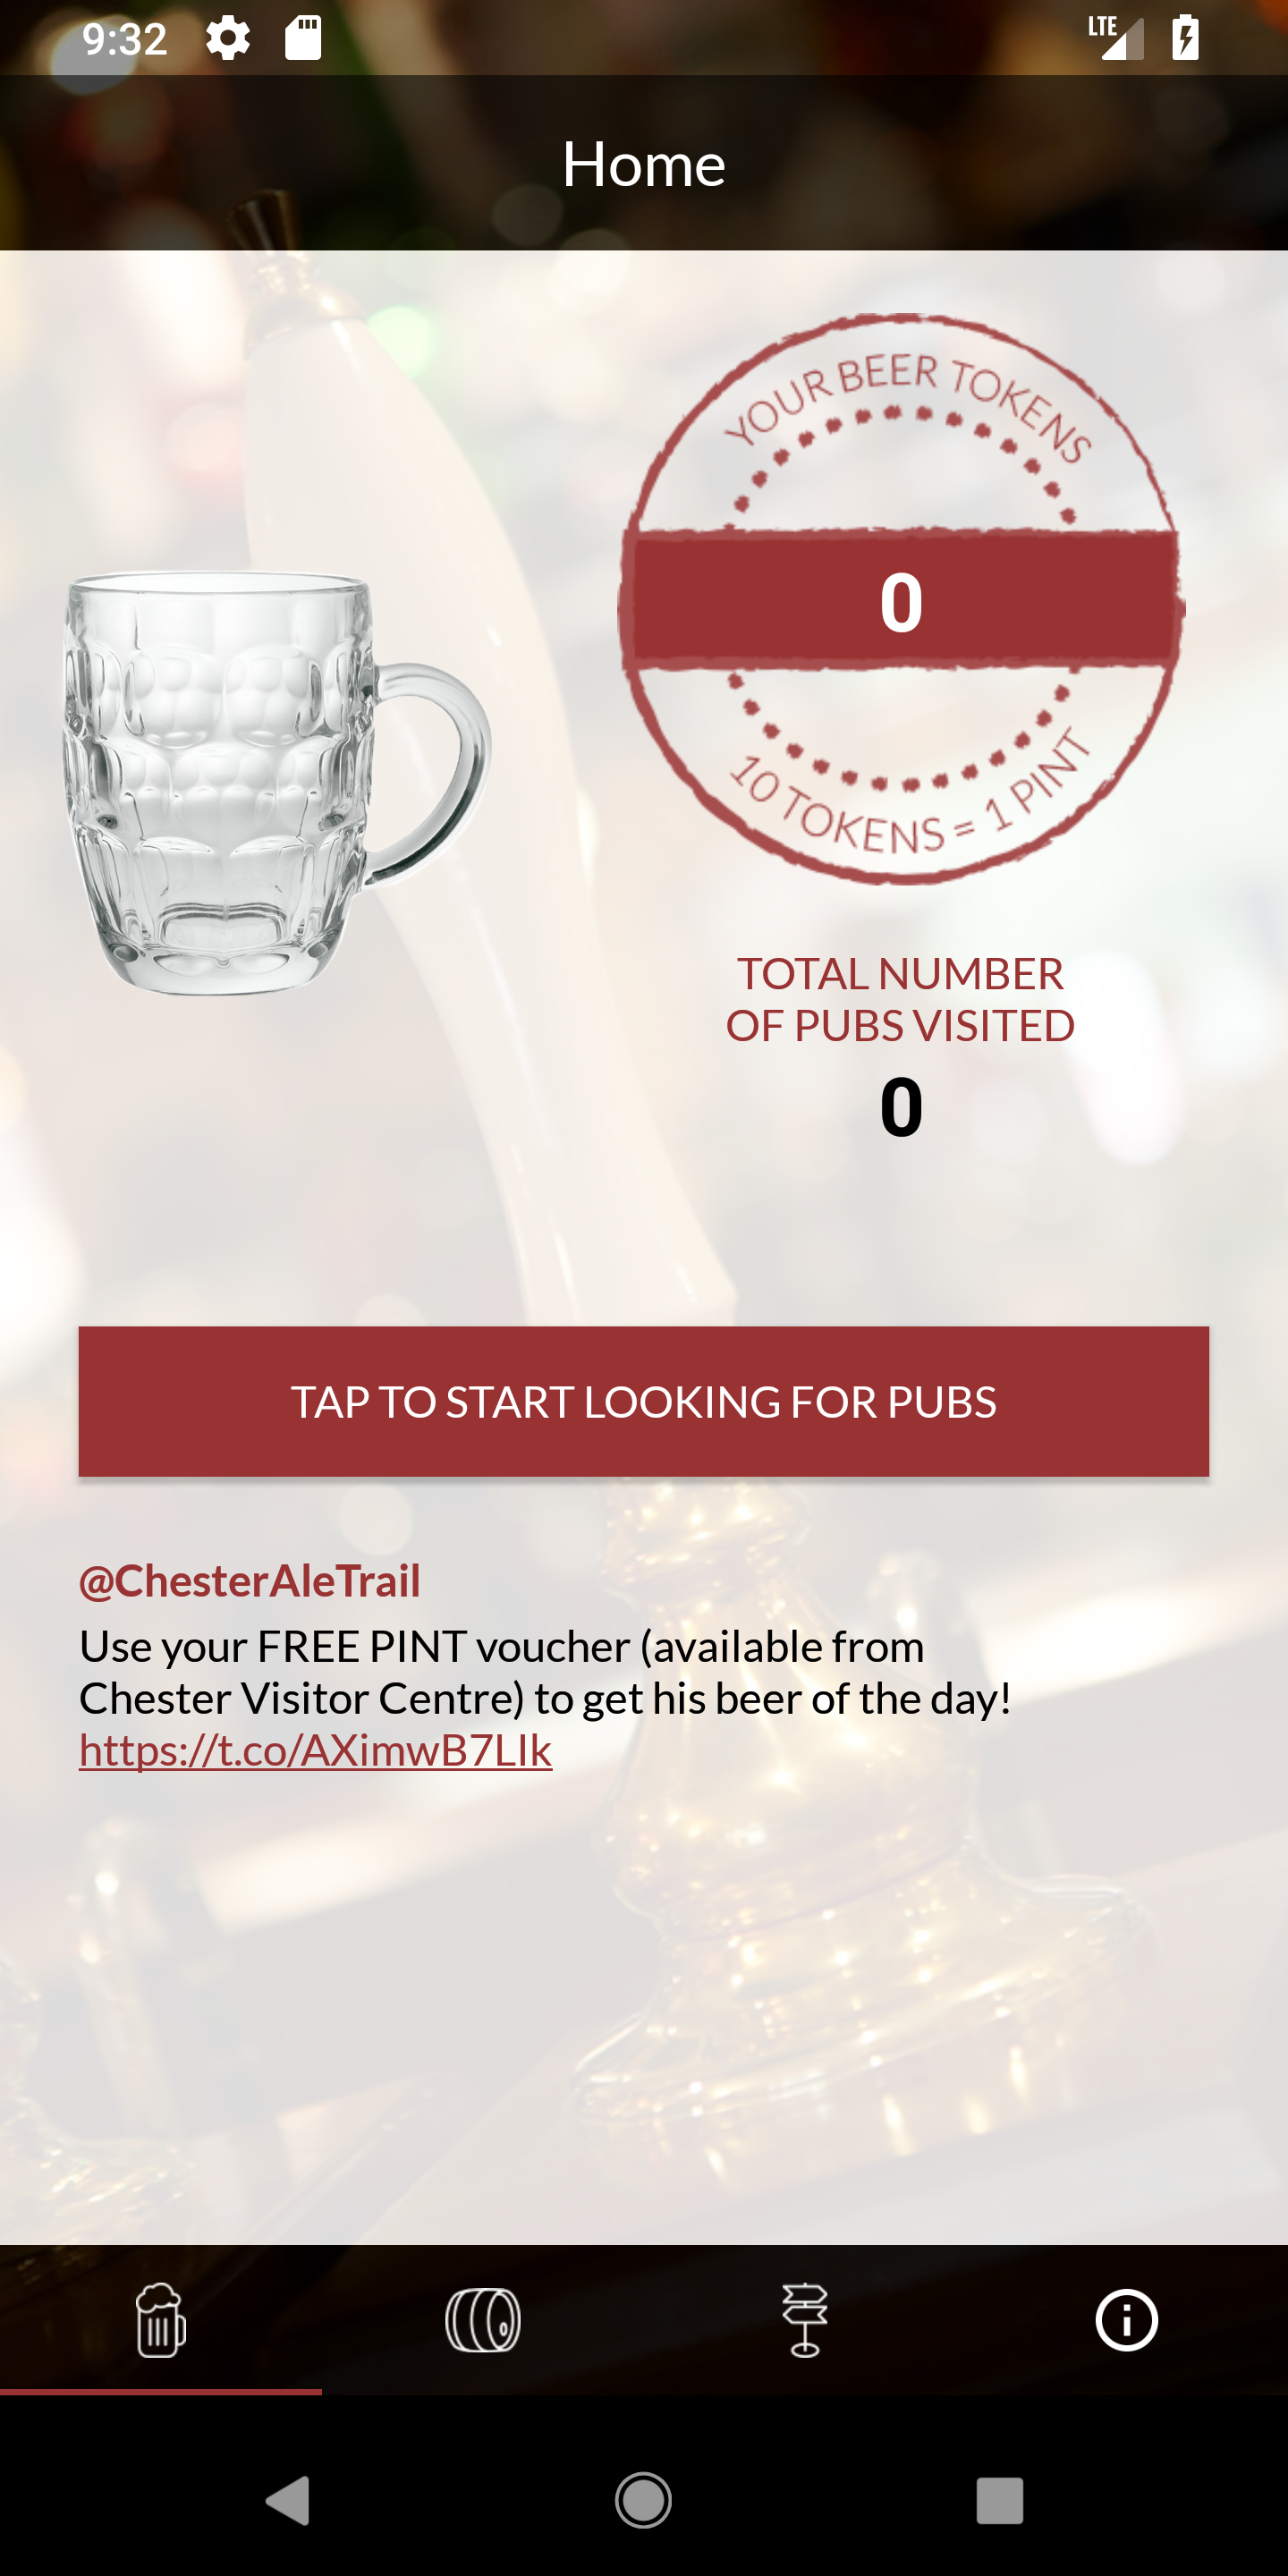 9:32
LTE
Home
YOUR BEER TOKENS
0
10 TOKENS = 1 PINT
TOTAL NUMBER
OF PUBS VISITED
0
TAP TO START LOOKING FOR PUBS
@ChesterAleTrail
Use your FREE PINT voucher (available from
Chester Visitor Centre) to get his beer of the day!
https://t.co/AXimwB7LIk